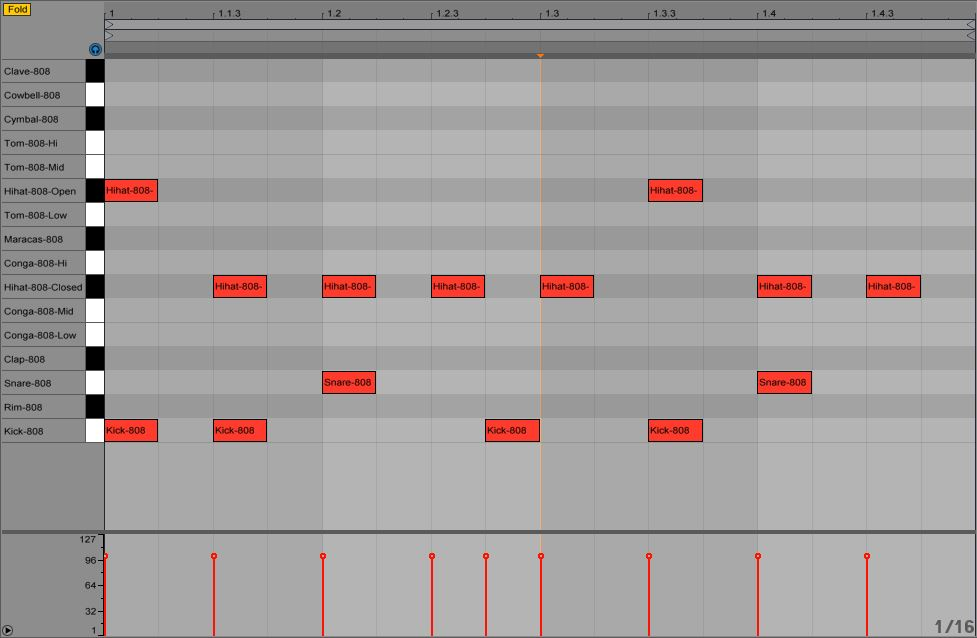 Fold
1 1.1.3 1.2 1.2.3 1.3 1.3.3 1.4 1.4.3
Clave-808
Cowbell-808
Cymbal-808
Tom-808-Hi
Tom-808-Mid
Hihat-808-Open Hihat-808- Hihat-808-
Tom-808-Low
Maracas-808
Conga-808-Hi
Hihat-808-Closed Hihat-808- Hihat-808- Hihat-808- Hihat-808- Hihat-808- Hihat-808-
Conga-808-Mid
Conga-808-Low
Clap-808
Snare-808 Snare-808 Snare-808
Rim-808
Kick-808 Kick-808 Kick-808 Kick-808 Kick-808
127
96
64
32
1
1/16